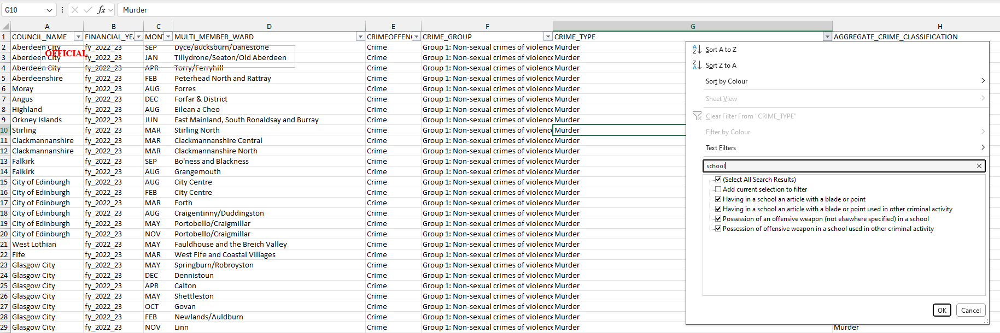 G10 fx Murder
A B C D E F G H
1 COUNCIL_NAME FINANCIAL_YEA MONT MULTI_MEMBER_WARD CRIMEOFFENC CRIME_GROUP CRIME_TYPE AGGREGATE_CRIME_CLASSIFICATION
2 Aberdeen City fy_2022_23 SEP Dyce/Bucksburn/Danestone Crime Group 1: Non-sexual crimes of violence Murder
OFFICIAL
3 Aberdeen City fy_2022_23 JAN Tillydrone/Seaton/Old Aberdeen Crime Group 1: Non-sexual crimes of violence Murder
4 Aberdeen City fy_2022_23 APR Torry/Ferryhill Crime Group 1: Non-sexual crimes of violence Murder
5 Aberdeenshire fy_2022_23 FEB Peterhead North and Rattray Crime Group 1: Non-sexual crimes of violence Murder
6 Moray fy_2022_23 AUG Forres Crime Group 1: Non-sexual crimes of violence Murder
7 Angus fy_2022_23 DEC Forfar & District Crime Group 1: Non-sexual crimes of violence Murder
8 Highland fy_2022_23 AUG Eilean a Cheo Crime Group 1: Non-sexual crimes of violence Murder
9 Orkney Islands fy_2022_23 JUN East Mainland, South Ronaldsay and Burray Crime Group 1: Non-sexual crimes of violence Murder
10 Stirling fy_2022_23 MAR Stirling North Crime Group 1: Non-sexual crimes of violence Murder
11 Clackmannanshire fy_2022_23 MAR Clackmannanshire Central Crime Group 1: Non-sexual crimes of violence Murder
12 Clackmannanshire fy_2022_23 MAR Clackmannanshire North Crime Group 1: Non-sexual crimes of violence Murder
13 Falkirk fy_2022_23 SEP Bo'ness and Blackness Crime Group 1: Non-sexual crimes of violence Murder
14 Falkirk fy_2022_23 AUG Grangemouth Crime Group 1: Non-sexual crimes of violence Murder
15 City of Edinburgh fy_2022_23 AUG City Centre Crime Group 1: Non-sexual crimes of violence Murder
16 City of Edinburgh fy_2022_23 FEB City Centre Crime Group 1: Non-sexual crimes of violence Murder
17 City of Edinburgh fy_2022_23 MAR Forth Crime Group 1: Non-sexual crimes of violence Murder
18 City of Edinburgh fy_2022_23 AUG Craigentinny/Duddingston Crime Group 1: Non-sexual crimes of violence Murder
19 City of Edinburgh fy_2022_23 MAY Portobello/Craigmillar Crime Group 1: Non-sexual crimes of violence Murder
20 City of Edinburgh fy_2022_23 NOV Portobello/Craigmillar Crime Group 1: Non-sexual crimes of violence Murder
21 West Lothian fy_2022_23 MAY Fauldhouse and the Breich Valley Crime Group 1: Non-sexual crimes of violence Murder
22 Fife fy_2022_23 MAR West Fife and Coastal Villages Crime Group 1: Non-sexual crimes of violence Murder
23 Glasgow City fy_2022_23 MAY Springburn/Robroyston Crime Group 1: Non-sexual crimes of violence Murder
24 Glasgow City fy_2022_23 DEC Dennistoun Crime Group 1: Non-sexual crimes of violence Murder
25 Glasgow City fy_2022_23 APR Calton Crime Group 1: Non-sexual crimes of violence Murder
26 Glasgow City fy_2022_23 MAY Shettleston Crime Group 1: Non-sexual crimes of violence Murder
27 Glasgow City fy_2022_23 OCT Govan Crime Group 1: Non-sexual crimes of violence Murder
28 Glasgow City fy_2022_23 FEB Newlands/Auldburn Crime Group 1: Non-sexual crimes of violence Murder
29 Glasgow City fy_2022_23 NOV Linn Crime Group 1: Non-sexual crimes of violence Murder Murder
Sort A to Z
Sort Z to A
Sort by Colour
Sheet View
Clear Filter From "CRIME_TYPE"
Filter by Colour
Text Filters
school
(Select All Search Results)
Add current selection to filter
Having in a school an article with a blade or point
Having in a school an article with a blade or point used in other criminal activity
Possession of an offensive weapon (not elsewhere specified) in a school
Possession of offensive weapon in a school used in other criminal activity
OK Cancel